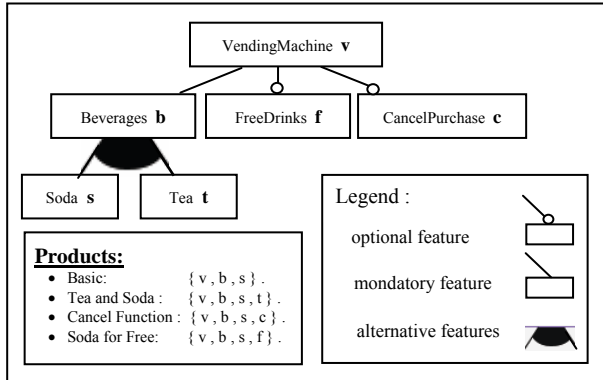 VendingMachine v
Beverages b
FreeDrinks f
CancelPurchase c
Soda s
Tea t
Products:
• Basic: { v , b , s } .
• Tea and Soda : { v , b , s , t } .
• Cancel Function : { v , b , s , c } .
• Soda for Free: { v , b , s , f } .
Legend :
optional feature
mondatory feature
alternative features